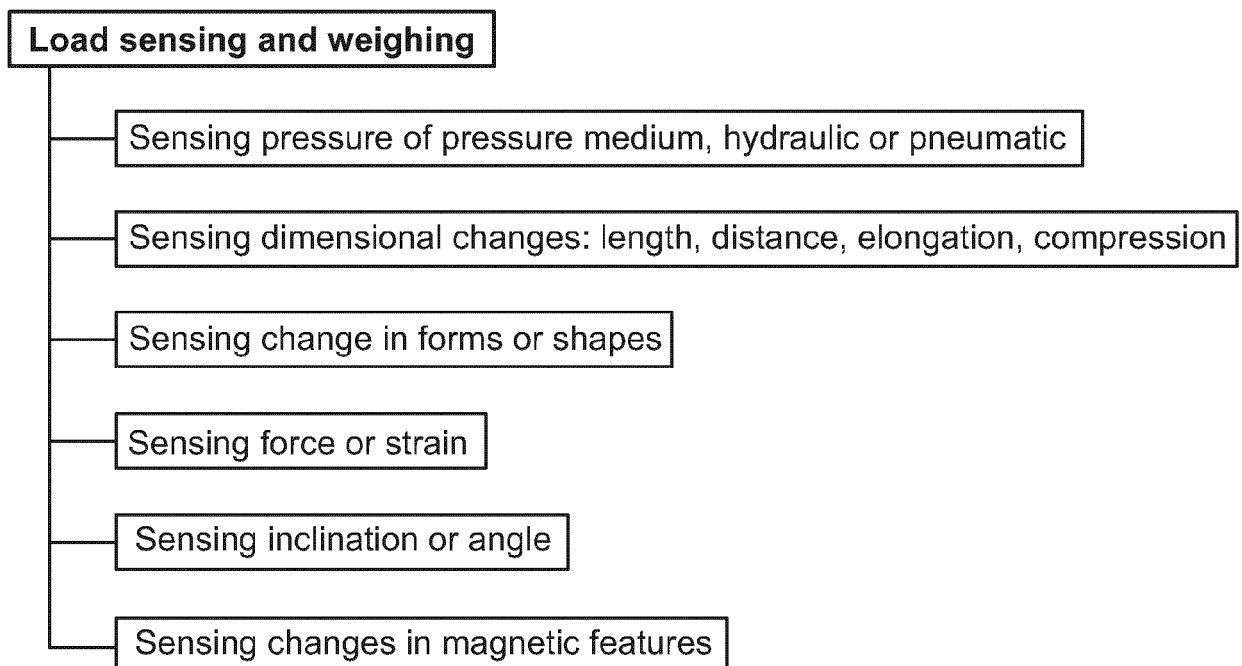 Load sensing and weighing
Sensing pressure of pressure medium, hydraulic or pneumatic
Sensing dimensional changes: length, distance, elongation, compression
Sensing change in forms or shapes
Sensing force or strain
Sensing inclination or angle
Sensing changes in magnetic features